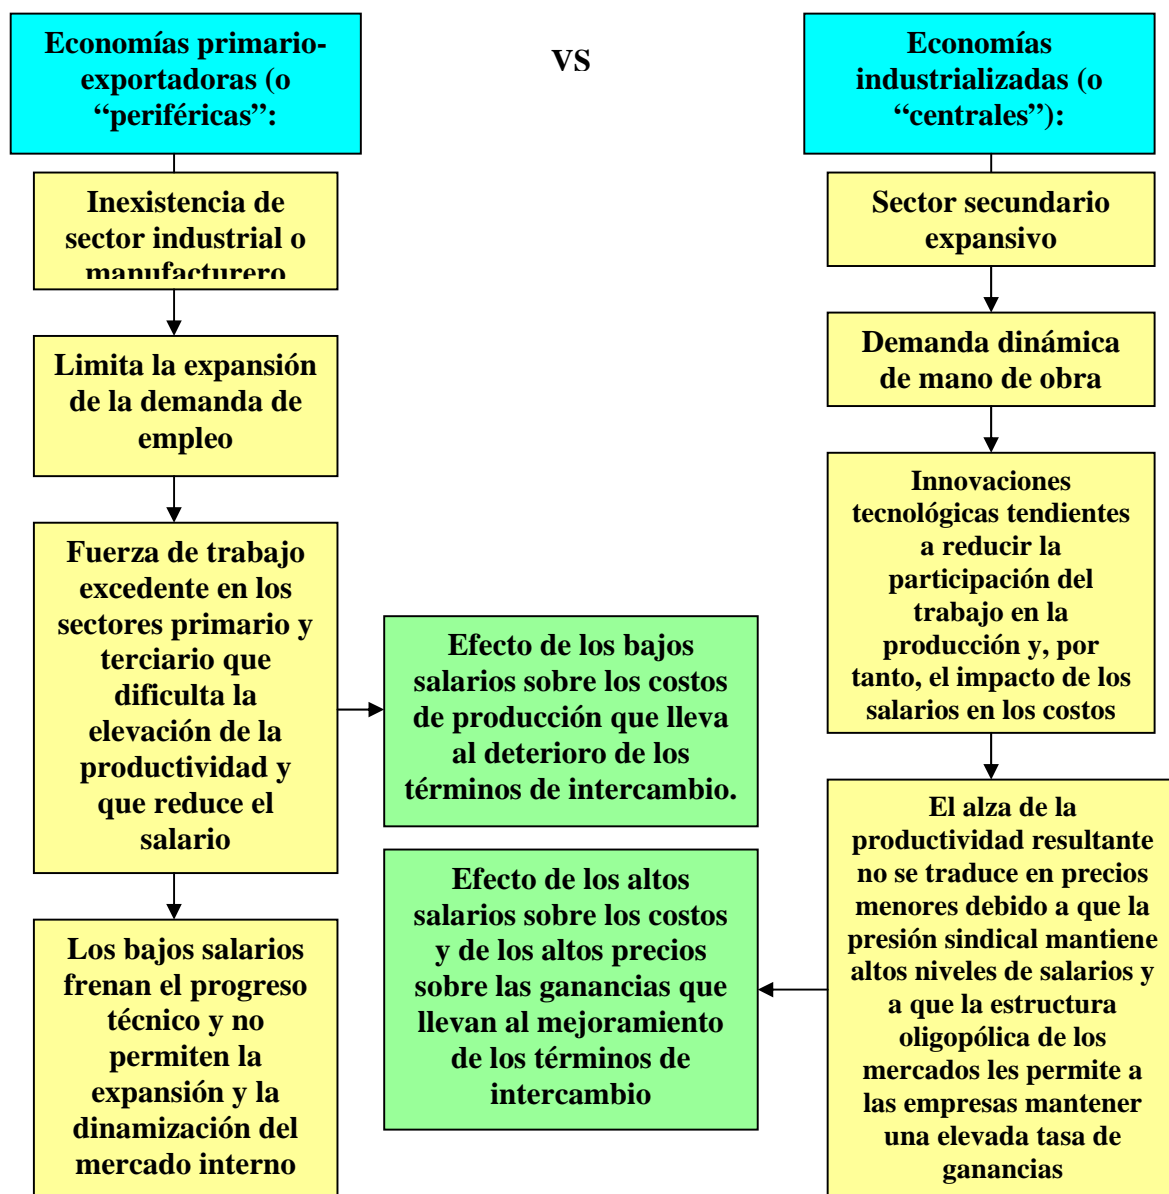 Economías primario-
exportadoras (o
“periféricas”:
VS
Economías
industrializadas (o
“centrales”):
Inexistencia de
sector industrial o
manufacturero
Limita la expansión
de la demanda de
empleo
Fuerza de trabajo
excedente en los
sectores primario y
terciario que
dificulta la
elevación de la
productividad y
que reduce el
salario
Los bajos salarios
frenan el progreso
técnico y no
permiten la
expansión y la
dinamización del
mercado interno
Efecto de los bajos
salarios sobre los costos
de producción que lleva
al deterioro de los
términos de intercambio.
Efecto de los altos
salarios sobre los costos
y de los altos precios
sobre las ganancias que
llevan al mejoramiento
de los términos de
intercambio
Sector secundario
expansivo
Demanda dinámica
de mano de obra
Innovaciones
tecnológicas tendientes
a reducir la
participación del
trabajo en la
producción y, por
tanto, el impacto de los
salarios en los costos
El alza de la
productividad resultante
no se traduce en precios
menores debido a que la
presión sindical mantiene
altos niveles de salarios y
a que la estructura
oligopólica de los
mercados les permite a
las empresas mantener
una elevada tasa de
ganancias